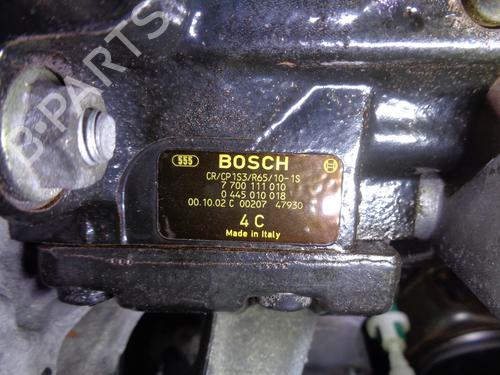 B-PARTS
555 BOSCH
CR/CP1S3/R65/10-1S
7 700 111 010
0 445 010 018
00.10.02 C 00207 47930
4 C
Made in Italy